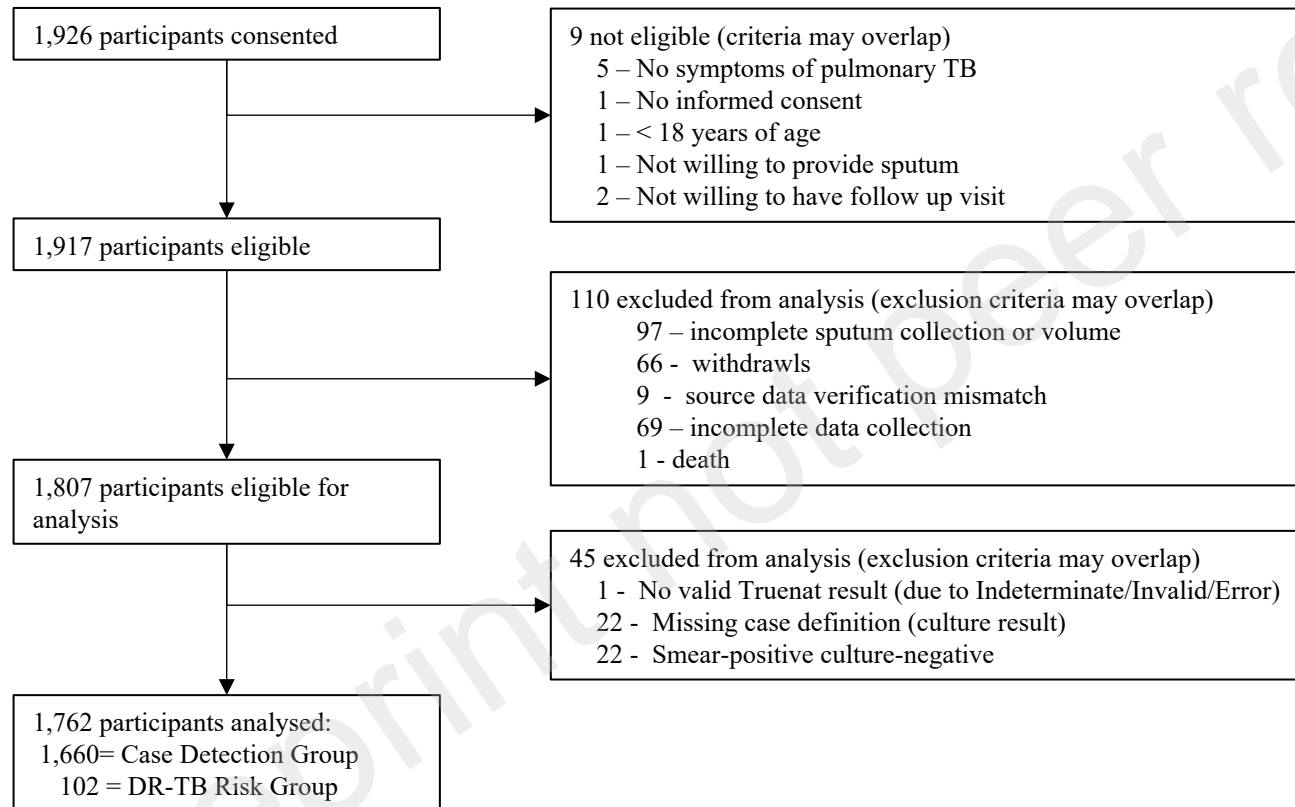 1,926 participants consented
9 not eligible (criteria may overlap)
5 – No symptoms of pulmonary TB
1 – No informed consent
1 – < 18 years of age
1 – Not willing to provide sputum
2 – Not willing to have follow up visit
1,917 participants eligible
110 excluded from analysis (exclusion criteria may overlap)
97 – incomplete sputum collection or volume
66 - withdrawls
9 - source data verification mismatch
69 – incomplete data collection
1 - death
1,807 participants eligible for
analysis
45 excluded from analysis (exclusion criteria may overlap)
1 - No valid Truenat result (due to Indeterminate/Invalid/Error)
22 - Missing case definition (culture result)
22 - Smear-positive culture-negative
1,762 participants analysed:
1,660= Case Detection Group
102 = DR-TB Risk Group
eprint not peer re